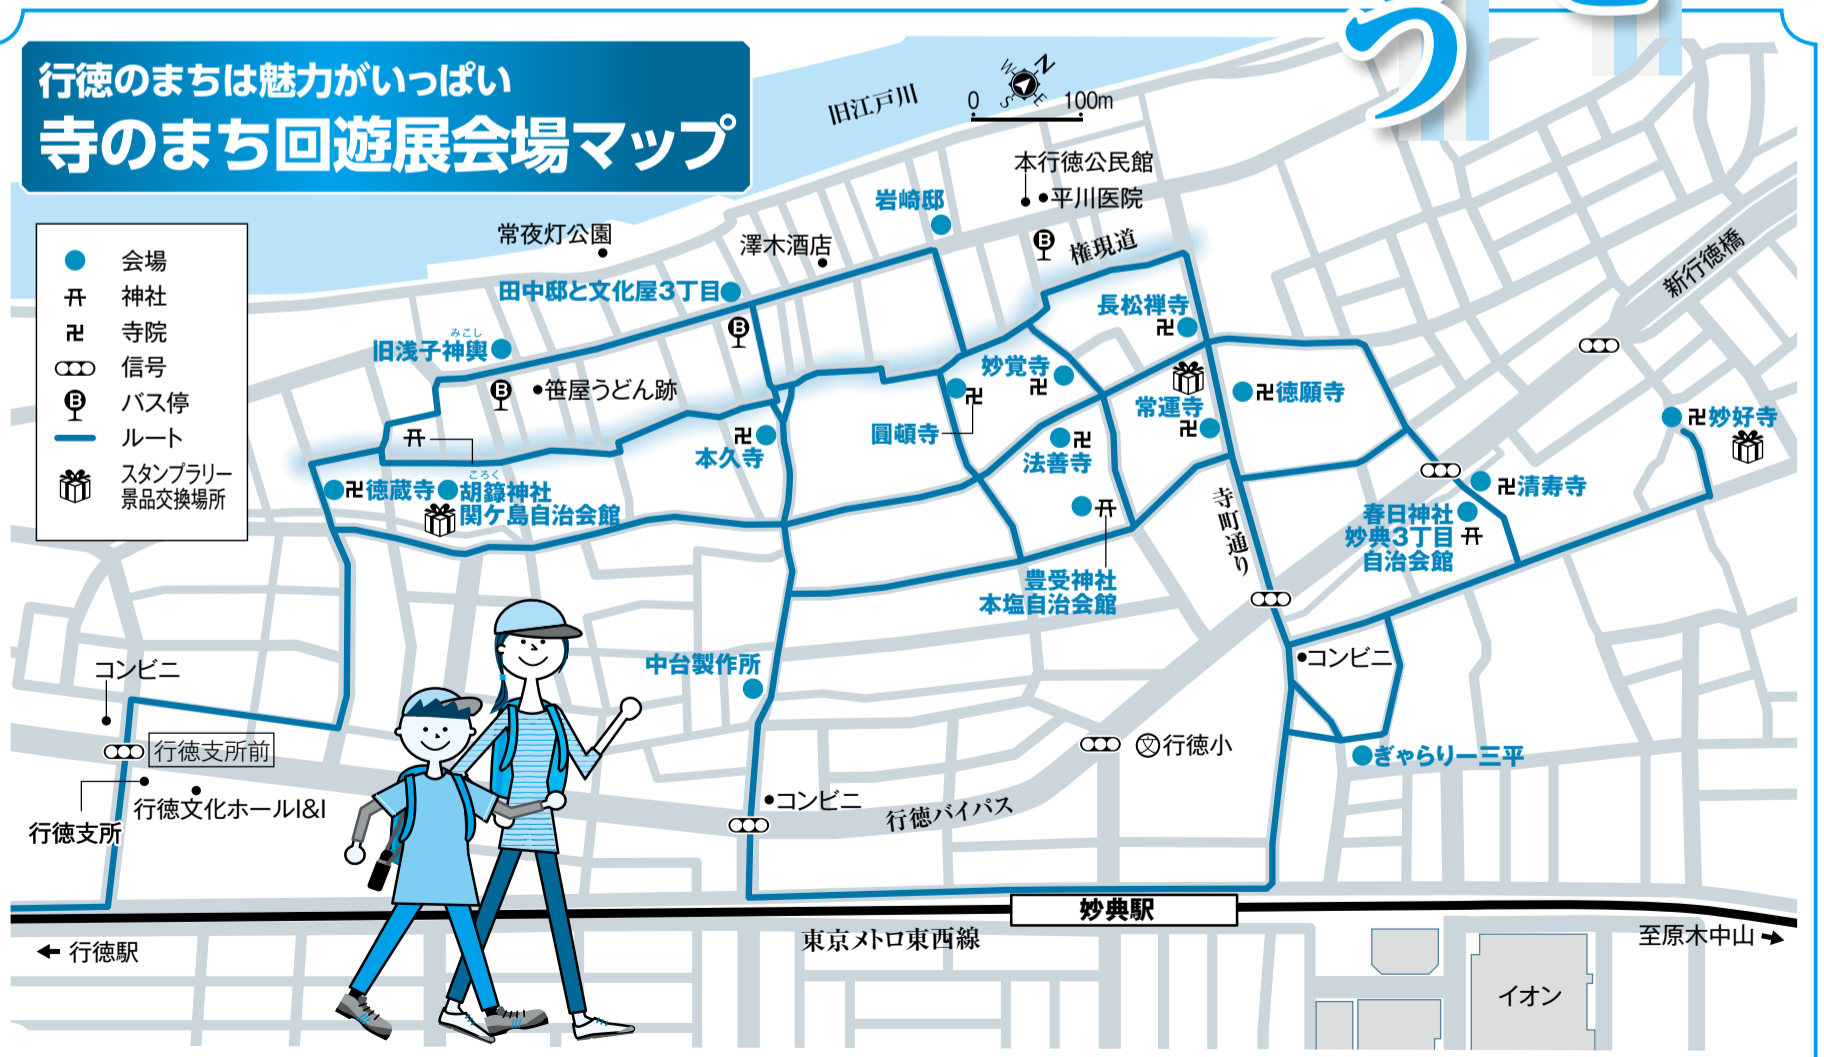 う
行徳のまちは魅力がいっぱい
寺のまち回遊展会場マップ
会場
神社
寺院
信号
B
バス停
ルート
スタンプラリー
景品交換場所
旧江戸川
W
N
S
E
0
100m
本行徳公民館
平川医院
岩崎邸
B
権現道
常夜灯公園
澤木酒店
田中邸と文化屋3丁目
B
みこし
旧浅子神輿
B
笹屋うどん跡
長松禅寺
妙覚寺
常運寺
徳願寺
圓頓寺
法善寺
本久寺
徳蔵寺
ころく
胡籙神社
関ケ島自治会館
新行徳橋
妙好寺
清寿寺
春日神社
妙典3丁目
自治会館
寺町通り
豊受神社
本塩自治会館
中台製作所
コンビニ
行徳支所前
行徳支所
行徳文化ホールI&I
コンビニ
行徳バイパス
文
行徳小
コンビニ
ぎゃらりー三平
妙典駅
東京メトロ東西線
← 行徳駅
至原木中山 →
イオン